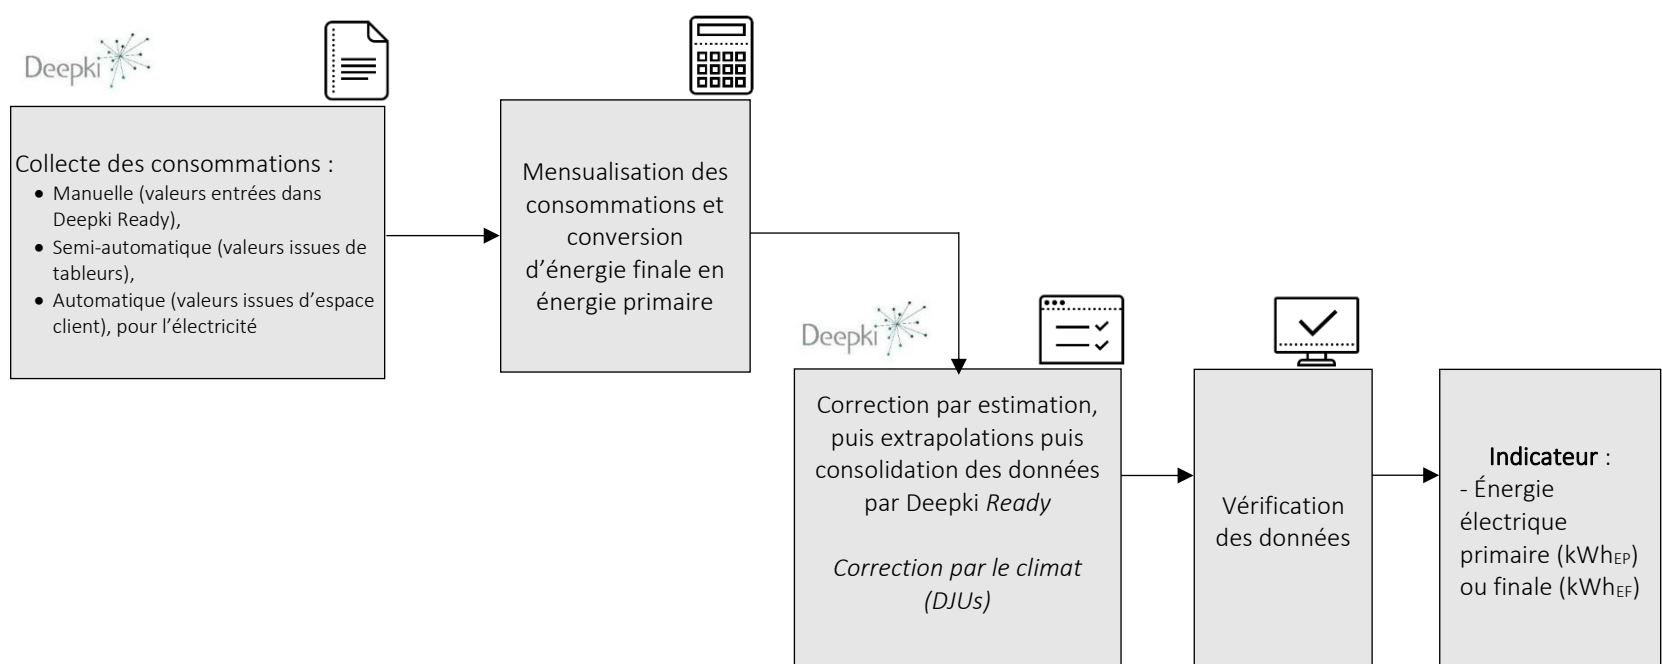 Deepki
Collecte des consommations :
• Manuelle (valeurs entrées dans
Deepki Ready),
• Semi-automatique (valeurs issues de
tableurs),
• Automatique (valeurs issues d’espace
client), pour l’électricité
Mensualisation des
consommations et
conversion
d’énergie finale en
énergie primaire
Deepki
Correction par estimation,
puis extrapolations puis
consolidation des données
par Deepki Ready
Correction par le climat
(DJUs)
Vérification
des données
Indicateur :
- Énergie
électrique
primaire (kWhEP)
ou finale (kWhEF)